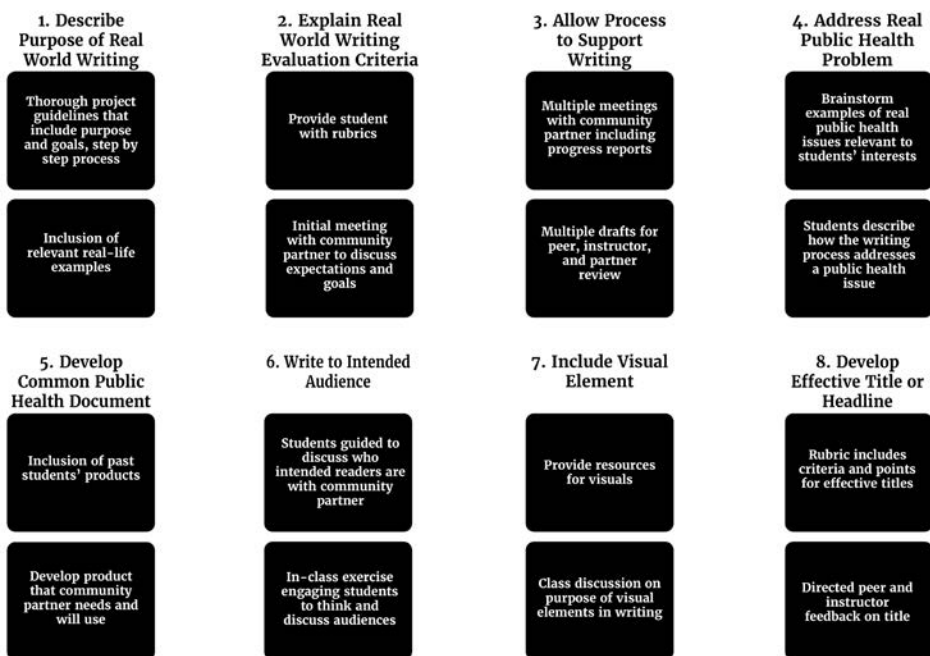 1. Describe
Purpose of Real
World Writing
Thorough project
guidelines that
include purpose
and goals, step by
step process
Inclusion of
relevant real-life
examples
2. Explain Real
World Writing
Evaluation Criteria
Provide student
with rubrics
Initial meeting
with community
partner to discuss
expectations and
goals
3. Allow Process
to Support
Writing
Multiple meetings
with community
partner including
progress reports
Multiple drafts for
peer, instructor,
and partner
review
4. Address Real
Public Health
Problem
Brainstorm
examples of real
public health
issues relevant to
students’ interests
Students describe
how the writing
process addresses
a public health
issue
5. Develop
Common Public
Health Document
Inclusion of past
students’ products
Develop product
that community
partner needs and
will use
6. Write to Intended
Audience
Students guided to
discuss who
intended readers are
with community
partner
In-class exercise
engaging students
to think and
discuss audiences
7. Include Visual
Element
Provide resources
for visuals
Class discussion on
purpose of visual
elements in writing
8. Develop
Effective Title or
Headline
Rubric includes
criteria and points
for effective titles
Directed peer and
instructor
feedback on title